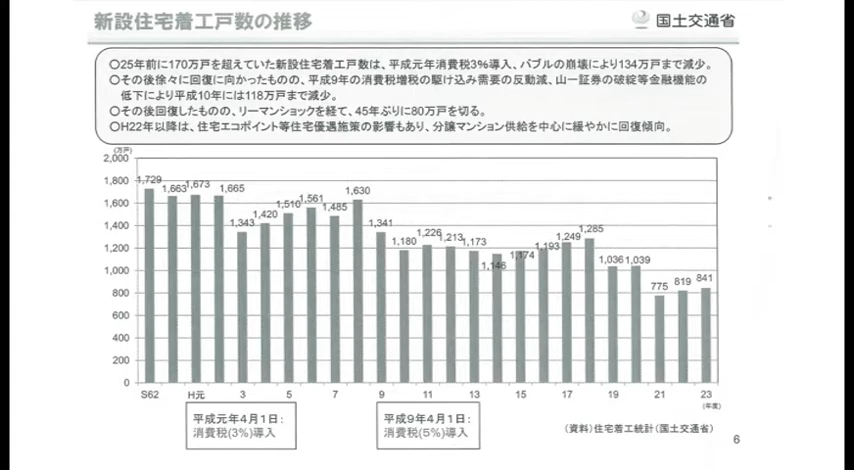 新設住宅着工戸数の推移
国土交通省
○25年前に170万戸を超えていた新設住宅着工戸数は、平成元年消費税3%導入、バブルの崩壊により134万戸まで減少。
○その後徐々に回復に向かったものの、平成9年の消費税増税の駆け込み需要の反動減、山一証券の破綻等金融機能の
低下により平成10年には118万戸まで減少。
○その後回復したものの、リーマンショックを経て、45年ぶりに80万戸を切る。
○H22年以降は、住宅エコポイント等住宅優遇施策の影響もあり、分譲マンション供給を中心に緩やかに回復傾向。
(万戸)
2,000
1,800
1,600
1,400
1,200
1,000
800
600
400
200
0
1,729 1,663 1,673 1,665 1,343 1,420 1,510 1,561 1,485 1,630 1,341 1,180 1,226 1,213 1,173 1,146 1,174 1,193 1,249 1,285 1,036 1,039 775 819 841
S62 H元 3 5 7 9 11 13 15 17 19 21 23
(年度)
平成元年4月1日:
消費税(3%)導入
平成9年4月1日:
消費税(5%)導入
(資料)住宅着工統計(国土交通省)
6